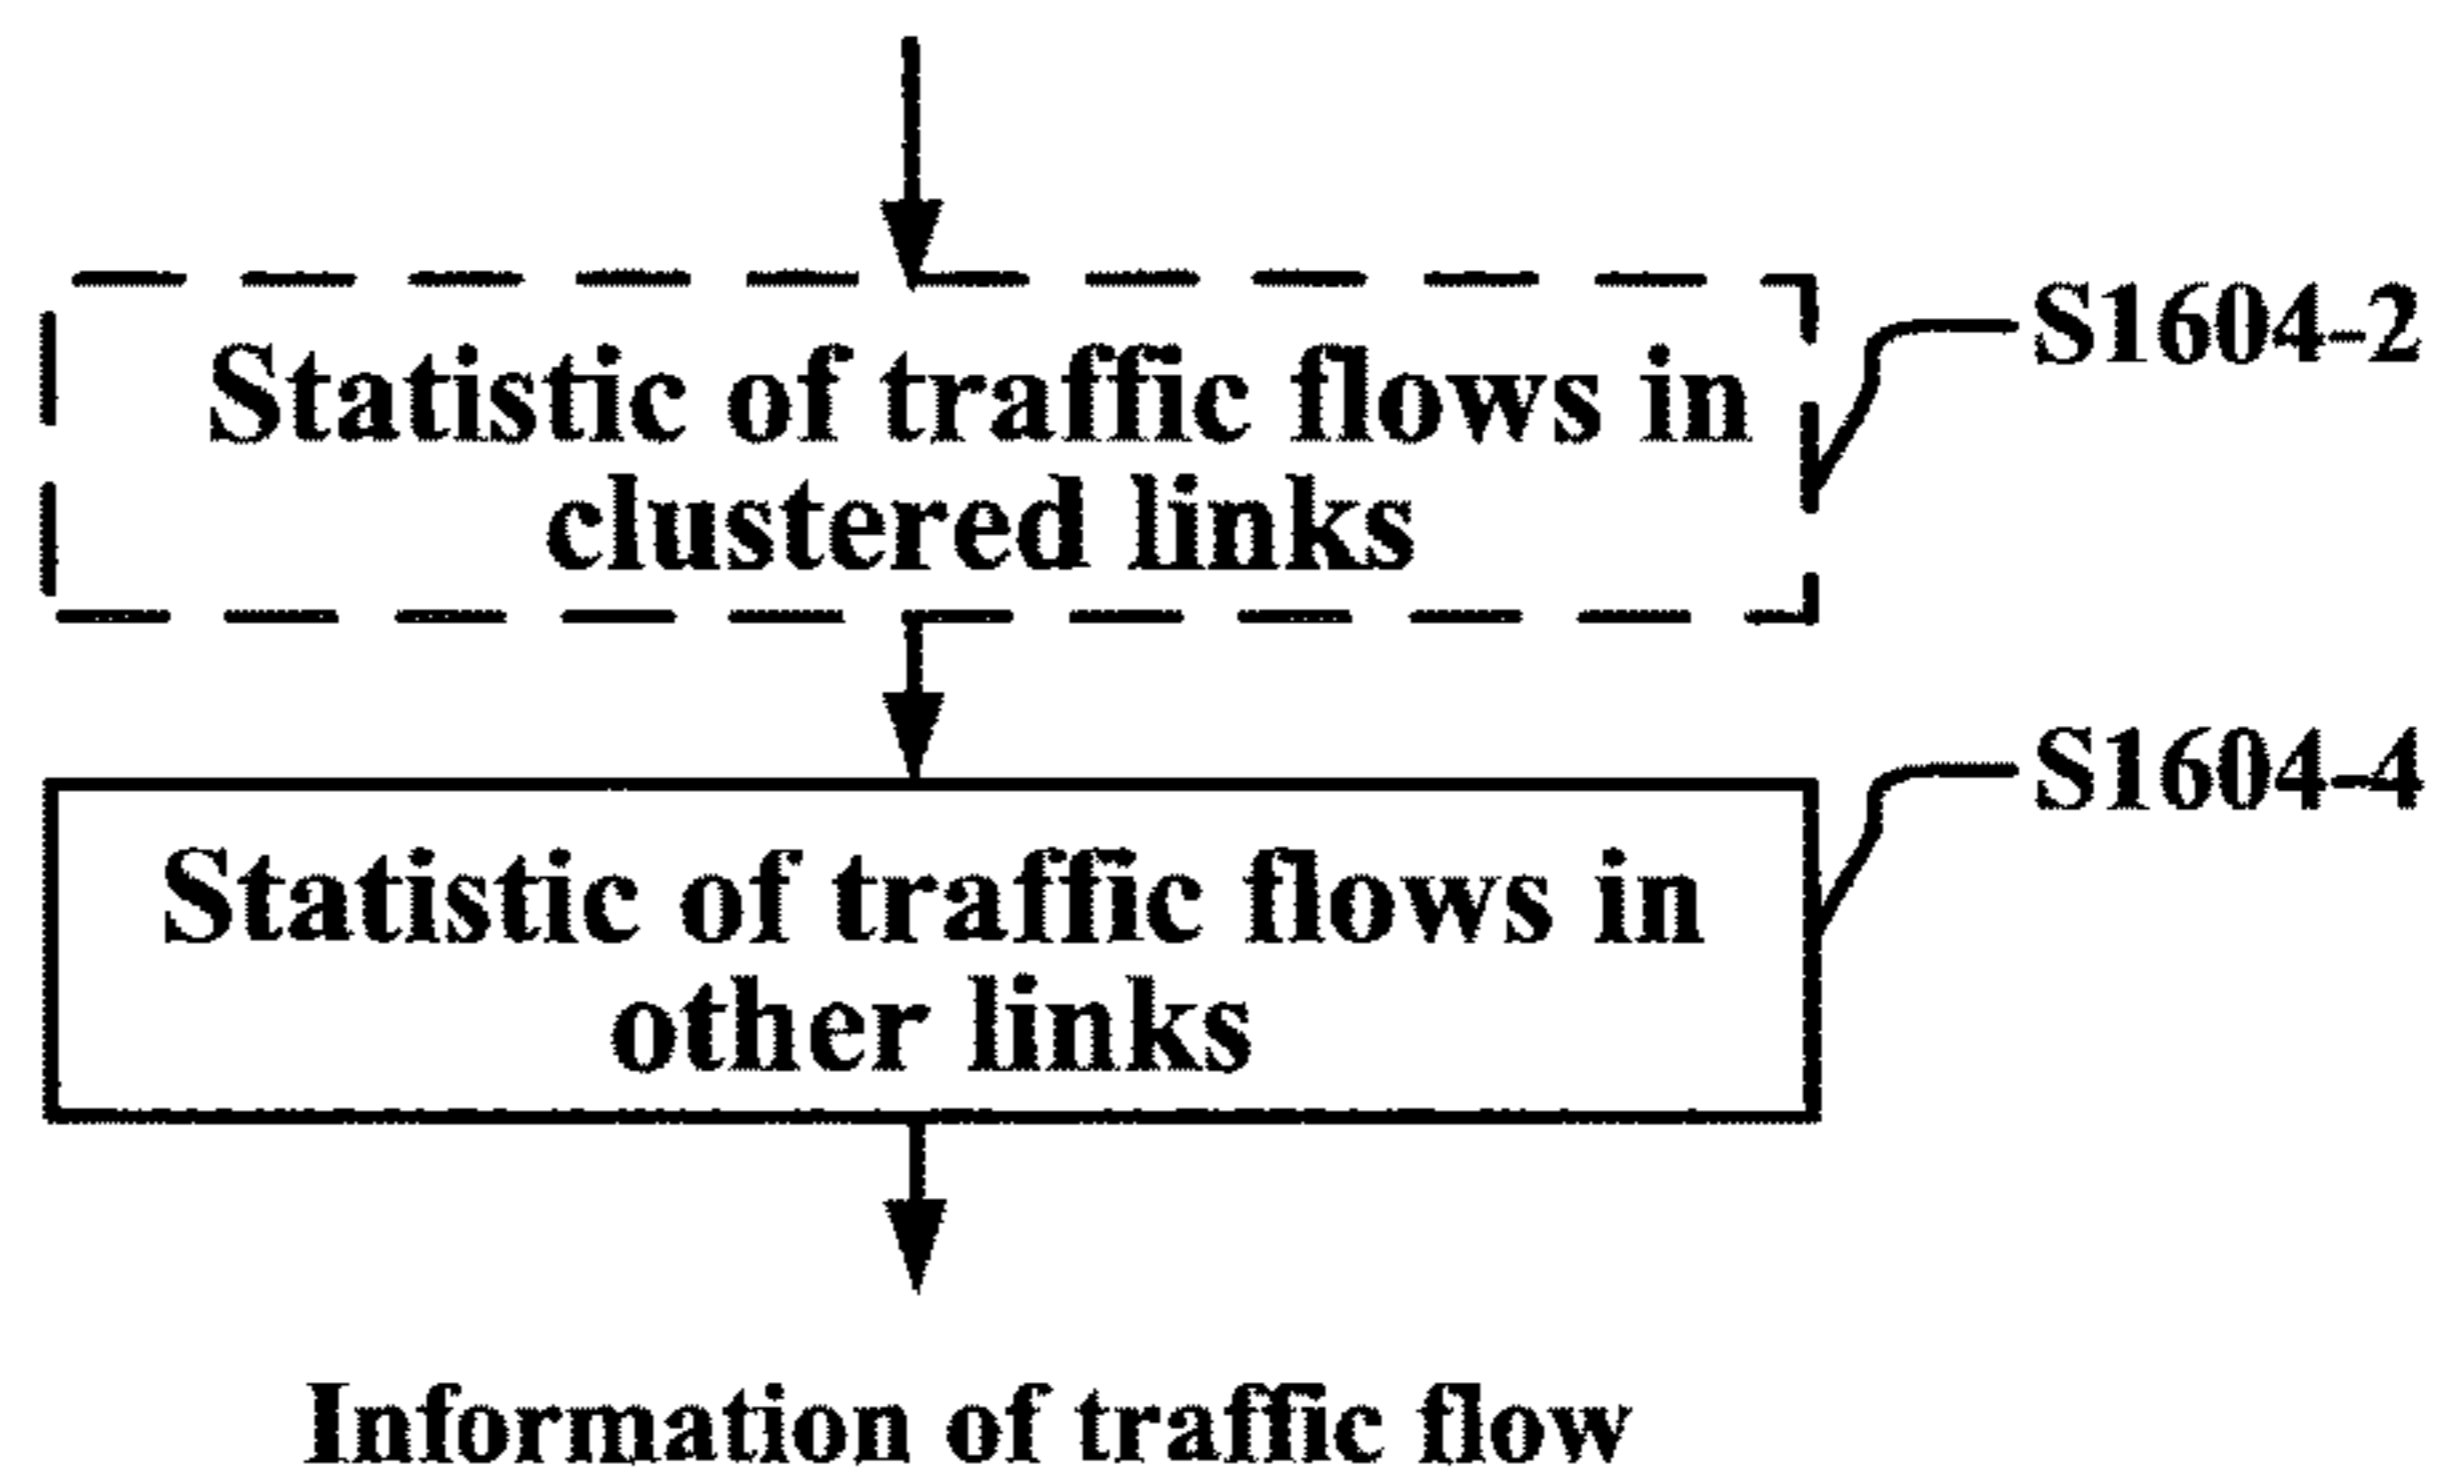 S1604-2
Statistic of traffic flows in
clustered links
S1604-4
Statistic of traffic flows in
other links
Information of traffic flow